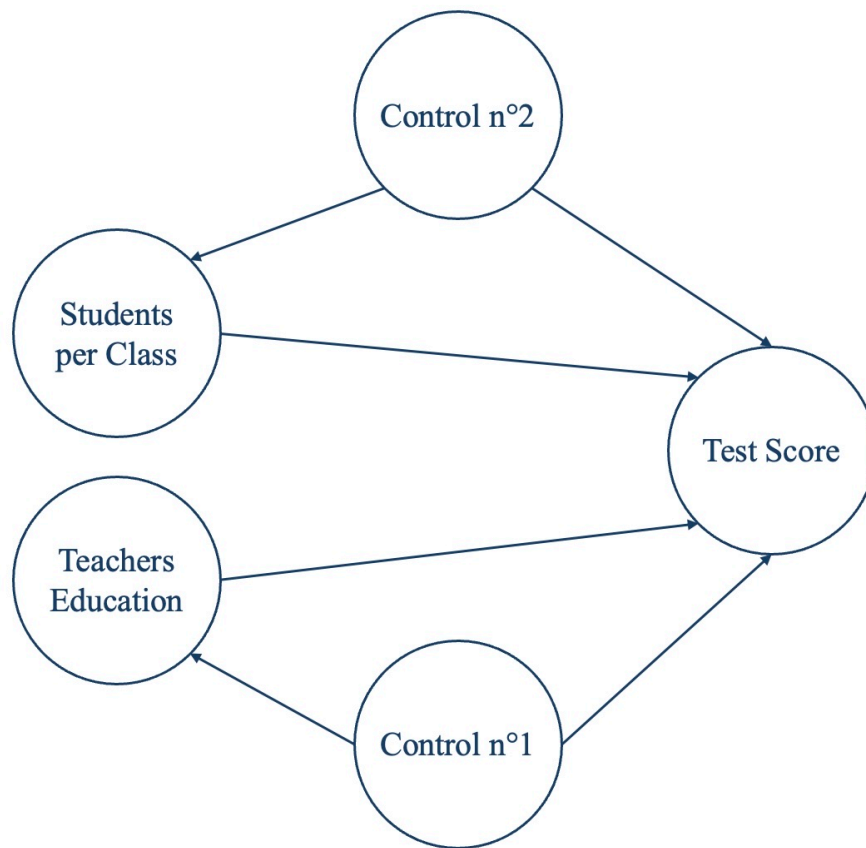 Control n°2
Students
per Class
Test Score
Teachers
Education
Control n°1